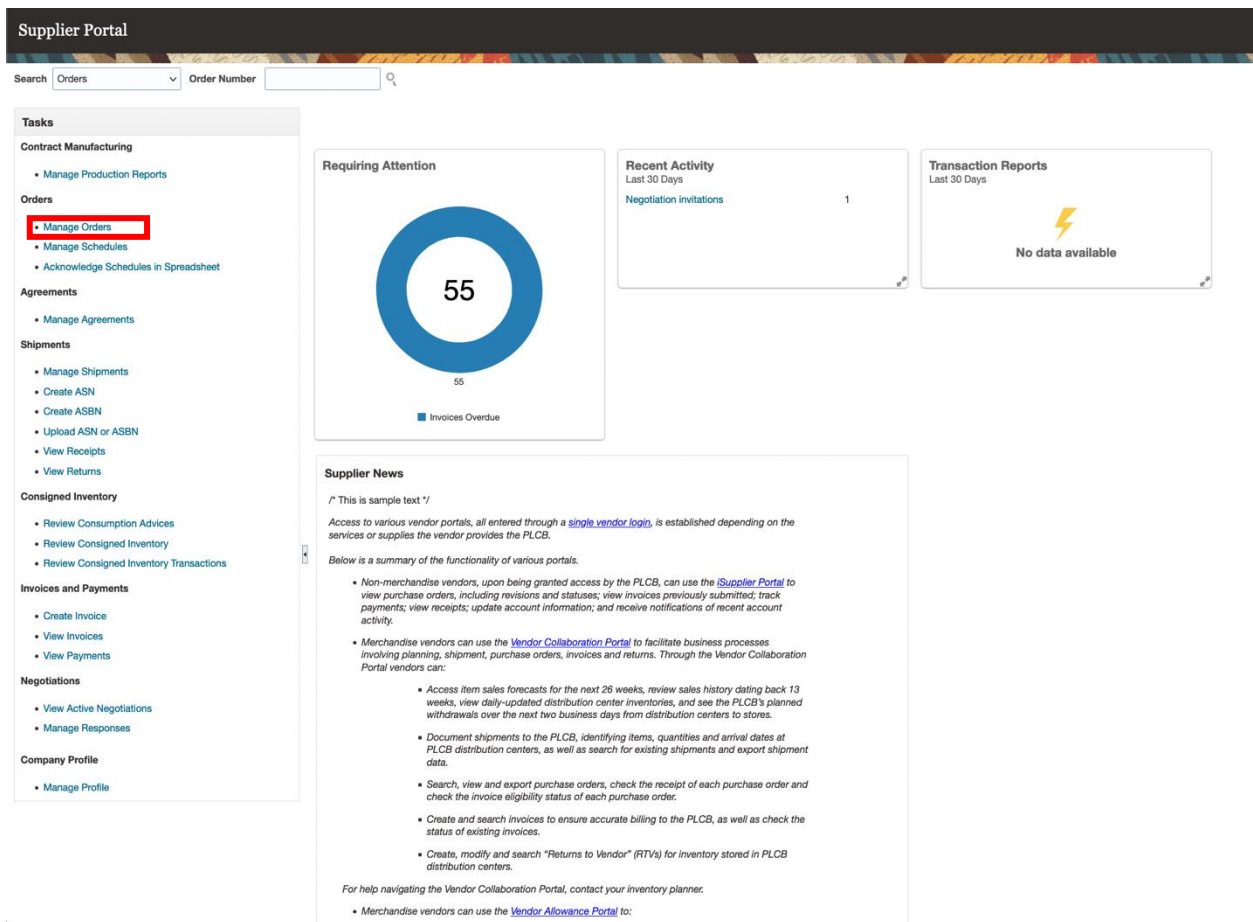 Supplier Portal
Search Orders Order Number
Tasks
Contract Manufacturing
• Manage Production Reports
Orders
• Manage Orders
• Manage Schedules
• Acknowledge Schedules in Spreadsheet
Agreements
• Manage Agreements
Shipments
• Manage Shipments
• Create ASN
• Create ASBN
• Upload ASN or ASBN
• View Receipts
• View Returns
Consigned Inventory
• Review Consumption Advices
• Review Consigned Inventory
• Review Consigned Inventory Transactions
Invoices and Payments
• Create Invoice
• View Invoices
• View Payments
Negotiations
• View Active Negotiations
• Manage Responses
Company Profile
• Manage Profile
Requiring Attention
55
55
Invoices Overdue
Recent Activity
Last 30 Days
Negotiation invitations 1
Transaction Reports
Last 30 Days
No data available
Supplier News
/* This is sample text */
Access to various vendor portals, all entered through a single vendor login, is established depending on the
services or supplies the vendor provides the PLCB.
Below is a summary of the functionality of various portals.
• Non-merchandise vendors, upon being granted access by the PLCB, can use the iSupplier Portal to
view purchase orders, including revisions and statuses; view invoices previously submitted; track
payments; view receipts; update account information; and receive notifications of recent account
activity.
• Merchandise vendors can use the Vendor Collaboration Portal to facilitate business processes
involving planning, shipment, purchase orders, invoices and returns. Through the Vendor Collaboration
Portal vendors can:
▪ Access item sales forecasts for the next 26 weeks, review sales history dating back 13
weeks, view daily-updated distribution center inventories, and see the PLCB's planned
withdrawals over the next two business days from distribution centers to stores.
▪ Document shipments to the PLCB, identifying items, quantities and arrival dates at
PLCB distribution centers, as well as search for existing shipments and export shipment
data.
▪ Search, view and export purchase orders, check the receipt of each purchase order and
check the invoice eligibility status of each purchase order.
▪ Create and search invoices to ensure accurate billing to the PLCB, as well as check the
status of existing invoices.
▪ Create, modify and search “Returns to Vendor” (RTVs) for inventory stored in PLCB
distribution centers.
For help navigating the Vendor Collaboration Portal, contact your inventory planner.
• Merchandise vendors can use the Vendor Allowance Portal to: